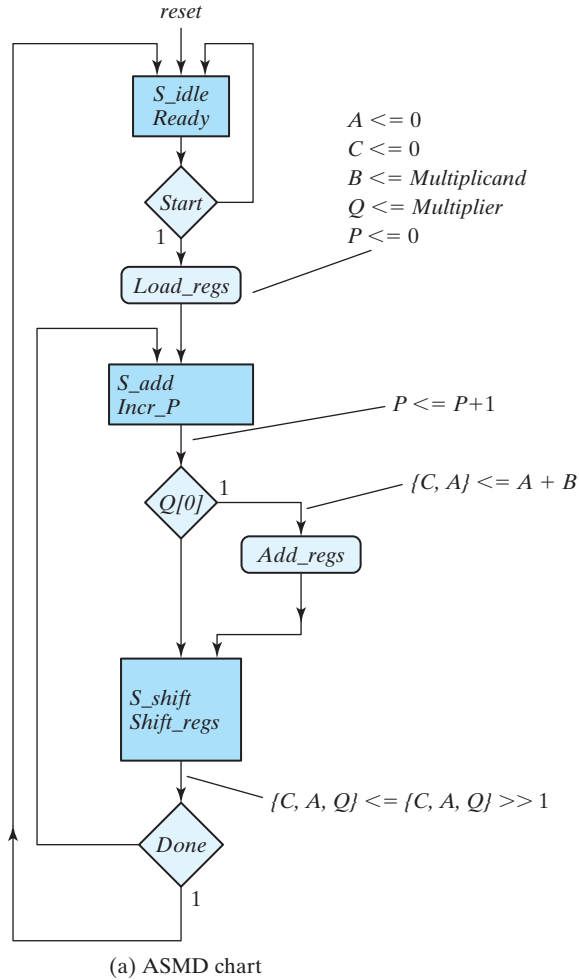 reset
S_idle
Ready
A <= 0
C <= 0
B <= Multiplicand
Q <= Multiplier
P <= 0
Start
1
Load_regs
S_add
Incr_P
P <= P+1
Q[0]
1
{C, A} <= A + B
Add_regs
S_shift
Shift_regs
{C, A, Q} <= {C, A, Q} >> 1
Done
1
(a) ASMD chart